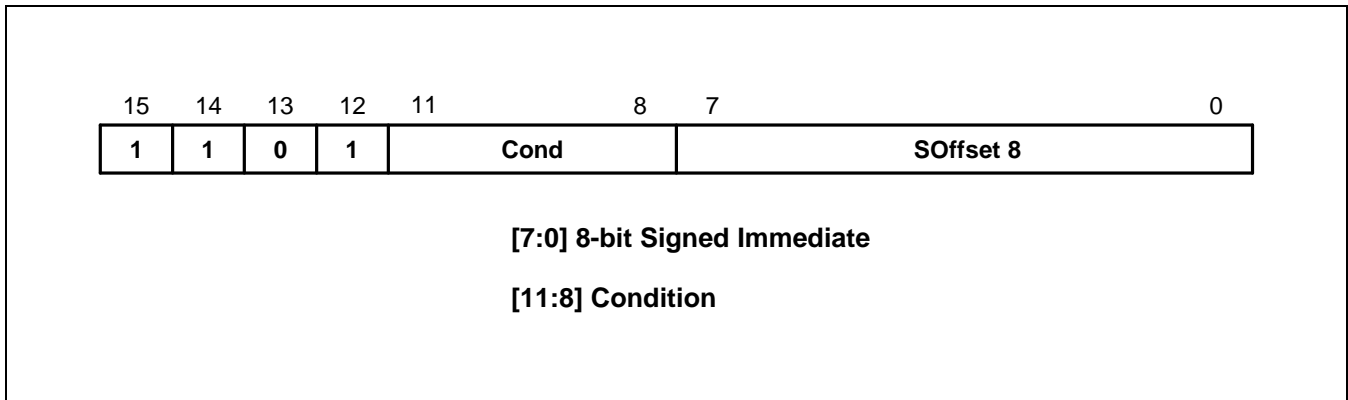 15 14 13 12 11 8 7 0
1 1 0 1 Cond SOffset 8
[7:0] 8-bit Signed Immediate
[11:8] Condition